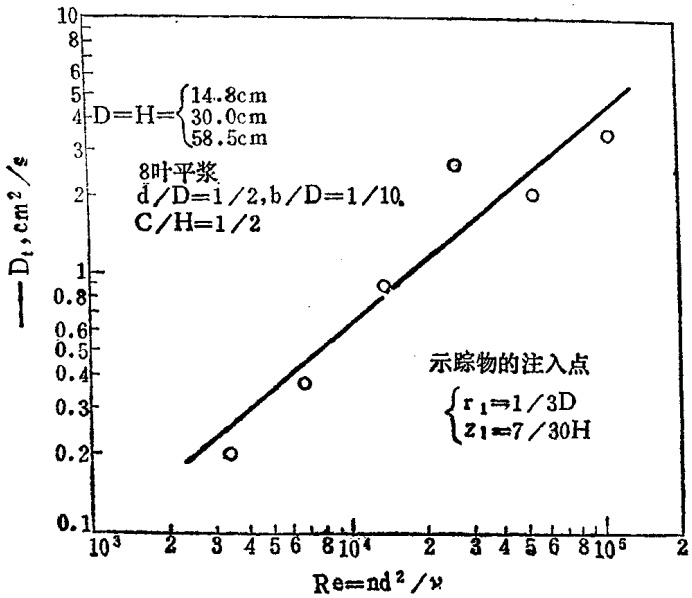 10
8
6
5
4
3
2
1
0.8
0.6
0.5
0.4
0.3
0.2
0.1
D=H={14.8cm
30.0cm
58.5cm
8叶平桨
d/D=1/2,b/D=1/10.
C/H=1/2
D₁,cm²/s
示踪物的注入点
{r₁=1/3D
z₁=7/30H
10³ 2 3 4 5 6 8 10⁴ 2 3 4 5 6 8 10⁵ 2
Re=nd²/ν